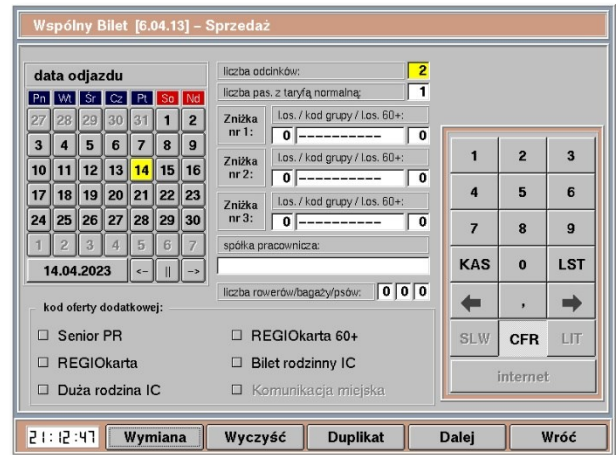 Wspólny Bilet [6.04.13] – Sprzedaż
data odjazdu
Pn Wt Śr Cz Pt So Nd
27 28 29 30 31 1 2
3 4 5 6 7 8 9
10 11 12 13 14 15 16
17 18 19 20 21 22 23
24 25 26 27 28 29 30
1 2 3 4 5 6 7
14.04.2023 <- || ->
liczba odcinków: 2
liczba pas. z taryfą normalną: 1
Zniżka nr 1:
l.os. / kod grupy / l.os. 60+:
0 ---------- 0
Zniżka nr 2:
l.os. / kod grupy / l.os. 60+:
0 ---------- 0
Zniżka nr 3:
l.os. / kod grupy / l.os. 60+:
0 ---------- 0
spółka pracownicza:
liczba rowerów/bagaży/psów: 0 0 0
kod oferty dodatkowej:
Senior PR
REGIOkarta 60+
REGIOkarta
Bilet rodzinny IC
Duża rodzina IC
Komunikacja miejska
1 2 3
4 5 6
7 8 9
KAS 0 LST
,
SLW CFR LIT
internet
21:12:47 Wymiana Wyczyść Duplikat Dalej Wróć